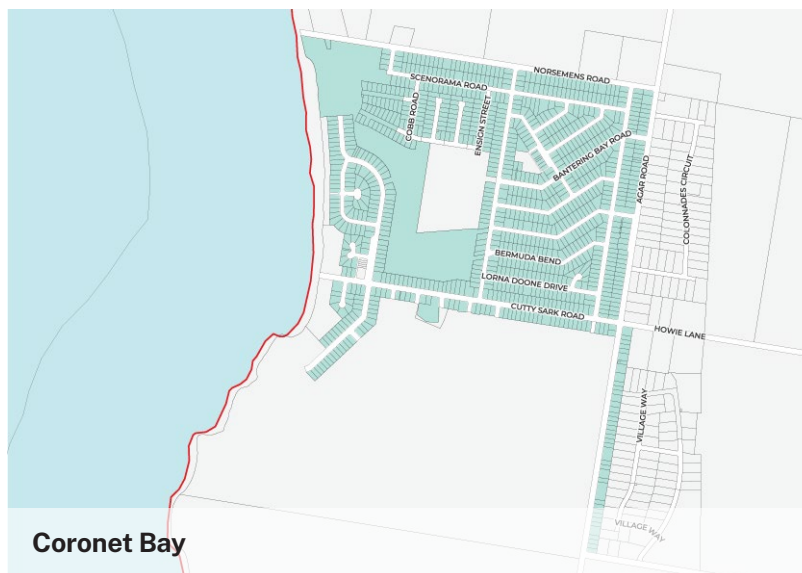 NORSEMENS ROAD
SCENORAMA ROAD
COBB ROAD
ENSIGN STREET
BANTERING BAY ROAD
AGAR ROAD
COLONNADES CIRCUIT
BERMUDA BEND
LORNA DOONE DRIVE
CUTTY SARK ROAD
HOWIE LANE
VILLAGE WAY
VILLAGE WAY
Coronet Bay